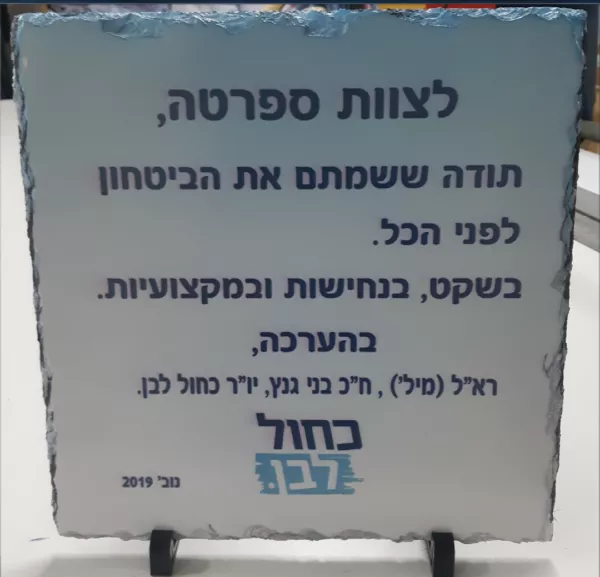 לצוות ספרטה,
תודה ששמתם את הביטחון
לפני הכל.
בשקט, בנחישות ובמקצועיות.
בהערכה,
רא"ל (מיל') , ח"כ בני גנץ, יו"ר כחול לבן.
כחול
לבן
נוב' 2019